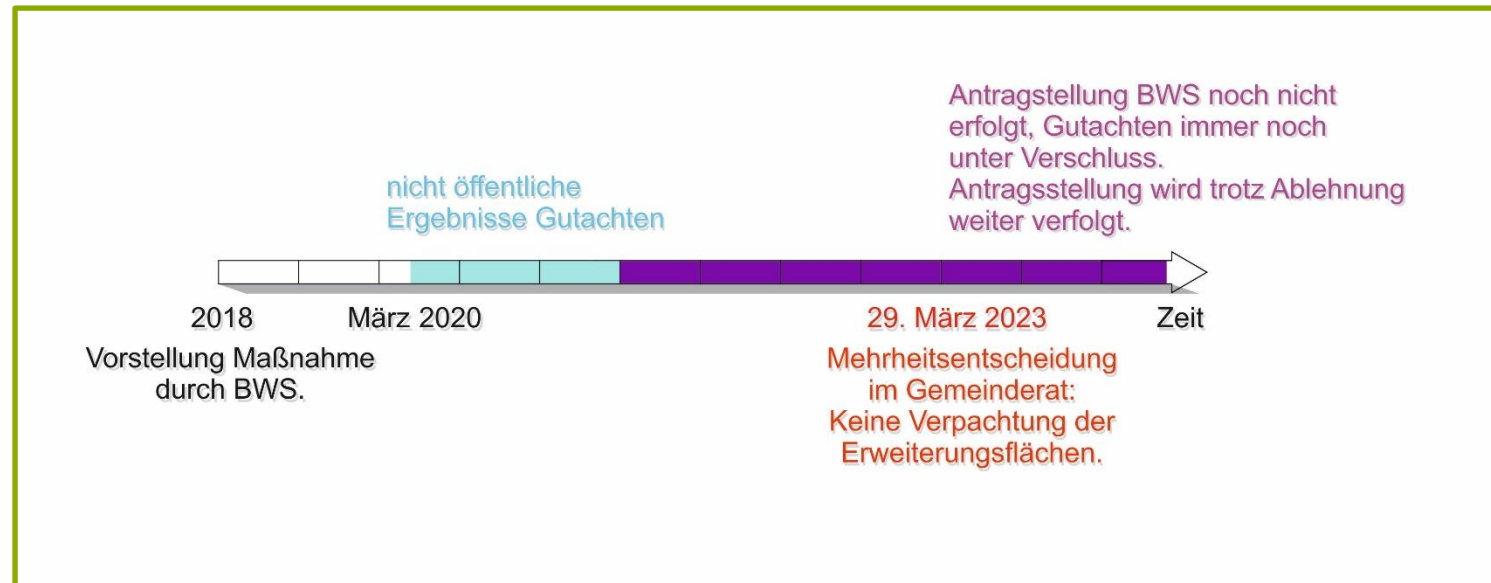 Antragstellung BWS noch nicht
erfolgt, Gutachten immer noch
unter Verschluss.
Antragsstellung wird trotz Ablehnung
weiter verfolgt.
nicht öffentliche
Ergebnisse Gutachten
2018
März 2020
29. März 2023
Zeit
Vorstellung Maßnahme
durch BWS.
Mehrheitsentscheidung
im Gemeinderat:
Keine Verpachtung der
Erweiterungsflächen.